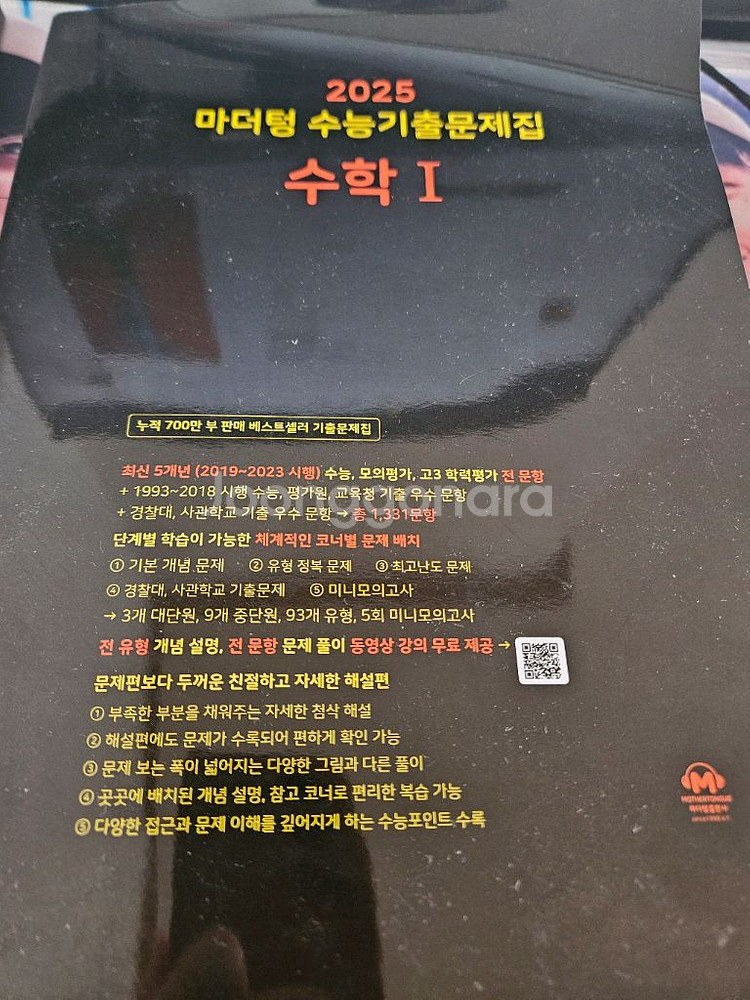 2025
마더텅 수능기출문제집
수학 I
누적 700만 부 판매 베스트셀러 기출문제집
최신 5개년 (2019~2023 시행) 수능, 모의평가, 고3 학력평가 전 문항
+ 1993~2018 시행 수능, 평가원, 교육청 기출 우수 문항
+ 경찰대, 사관학교 기출 우수 문항 → 총 1,331문항
joonggonara
단계별 학습이 가능한 체계적인 코너별 문제 배치
① 기본 개념 문제 ② 유형 정복 문제 ③ 최고난도 문제
④ 경찰대, 사관학교 기출문제 ⑤ 미니모의고사
→ 3개 대단원, 9개 중단원, 93개 유형, 5회 미니모의고사
전 유형 개념 설명, 전 문항 문제 풀이 동영상 강의 무료 제공 →
문제편보다 두꺼운 친절하고 자세한 해설편
① 부족한 부분을 채워주는 자세한 첨삭 해설
② 해설편에도 문제가 수록되어 편하게 확인 가능
③ 문제 보는 폭이 넓어지는 다양한 그림과 다른 풀이
④ 곳곳에 배치된 개념 설명, 참고 코너로 편리한 복습 가능
⑤ 다양한 접근과 문제 이해를 깊어지게 하는 수능포인트 수록
M
MOTHERTONGUE
마더텅출판사